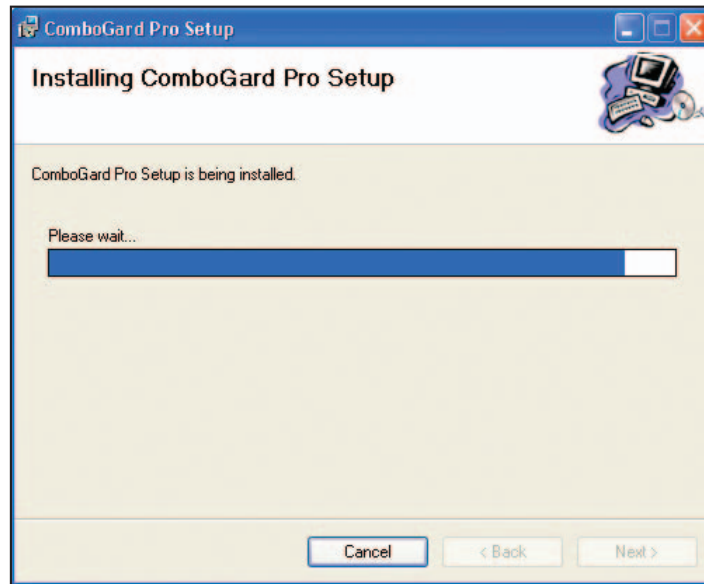 ComboGard Pro Setup
Installing ComboGard Pro Setup
ComboGard Pro Setup is being installed.
Please wait...
Cancel
< Back
Next >